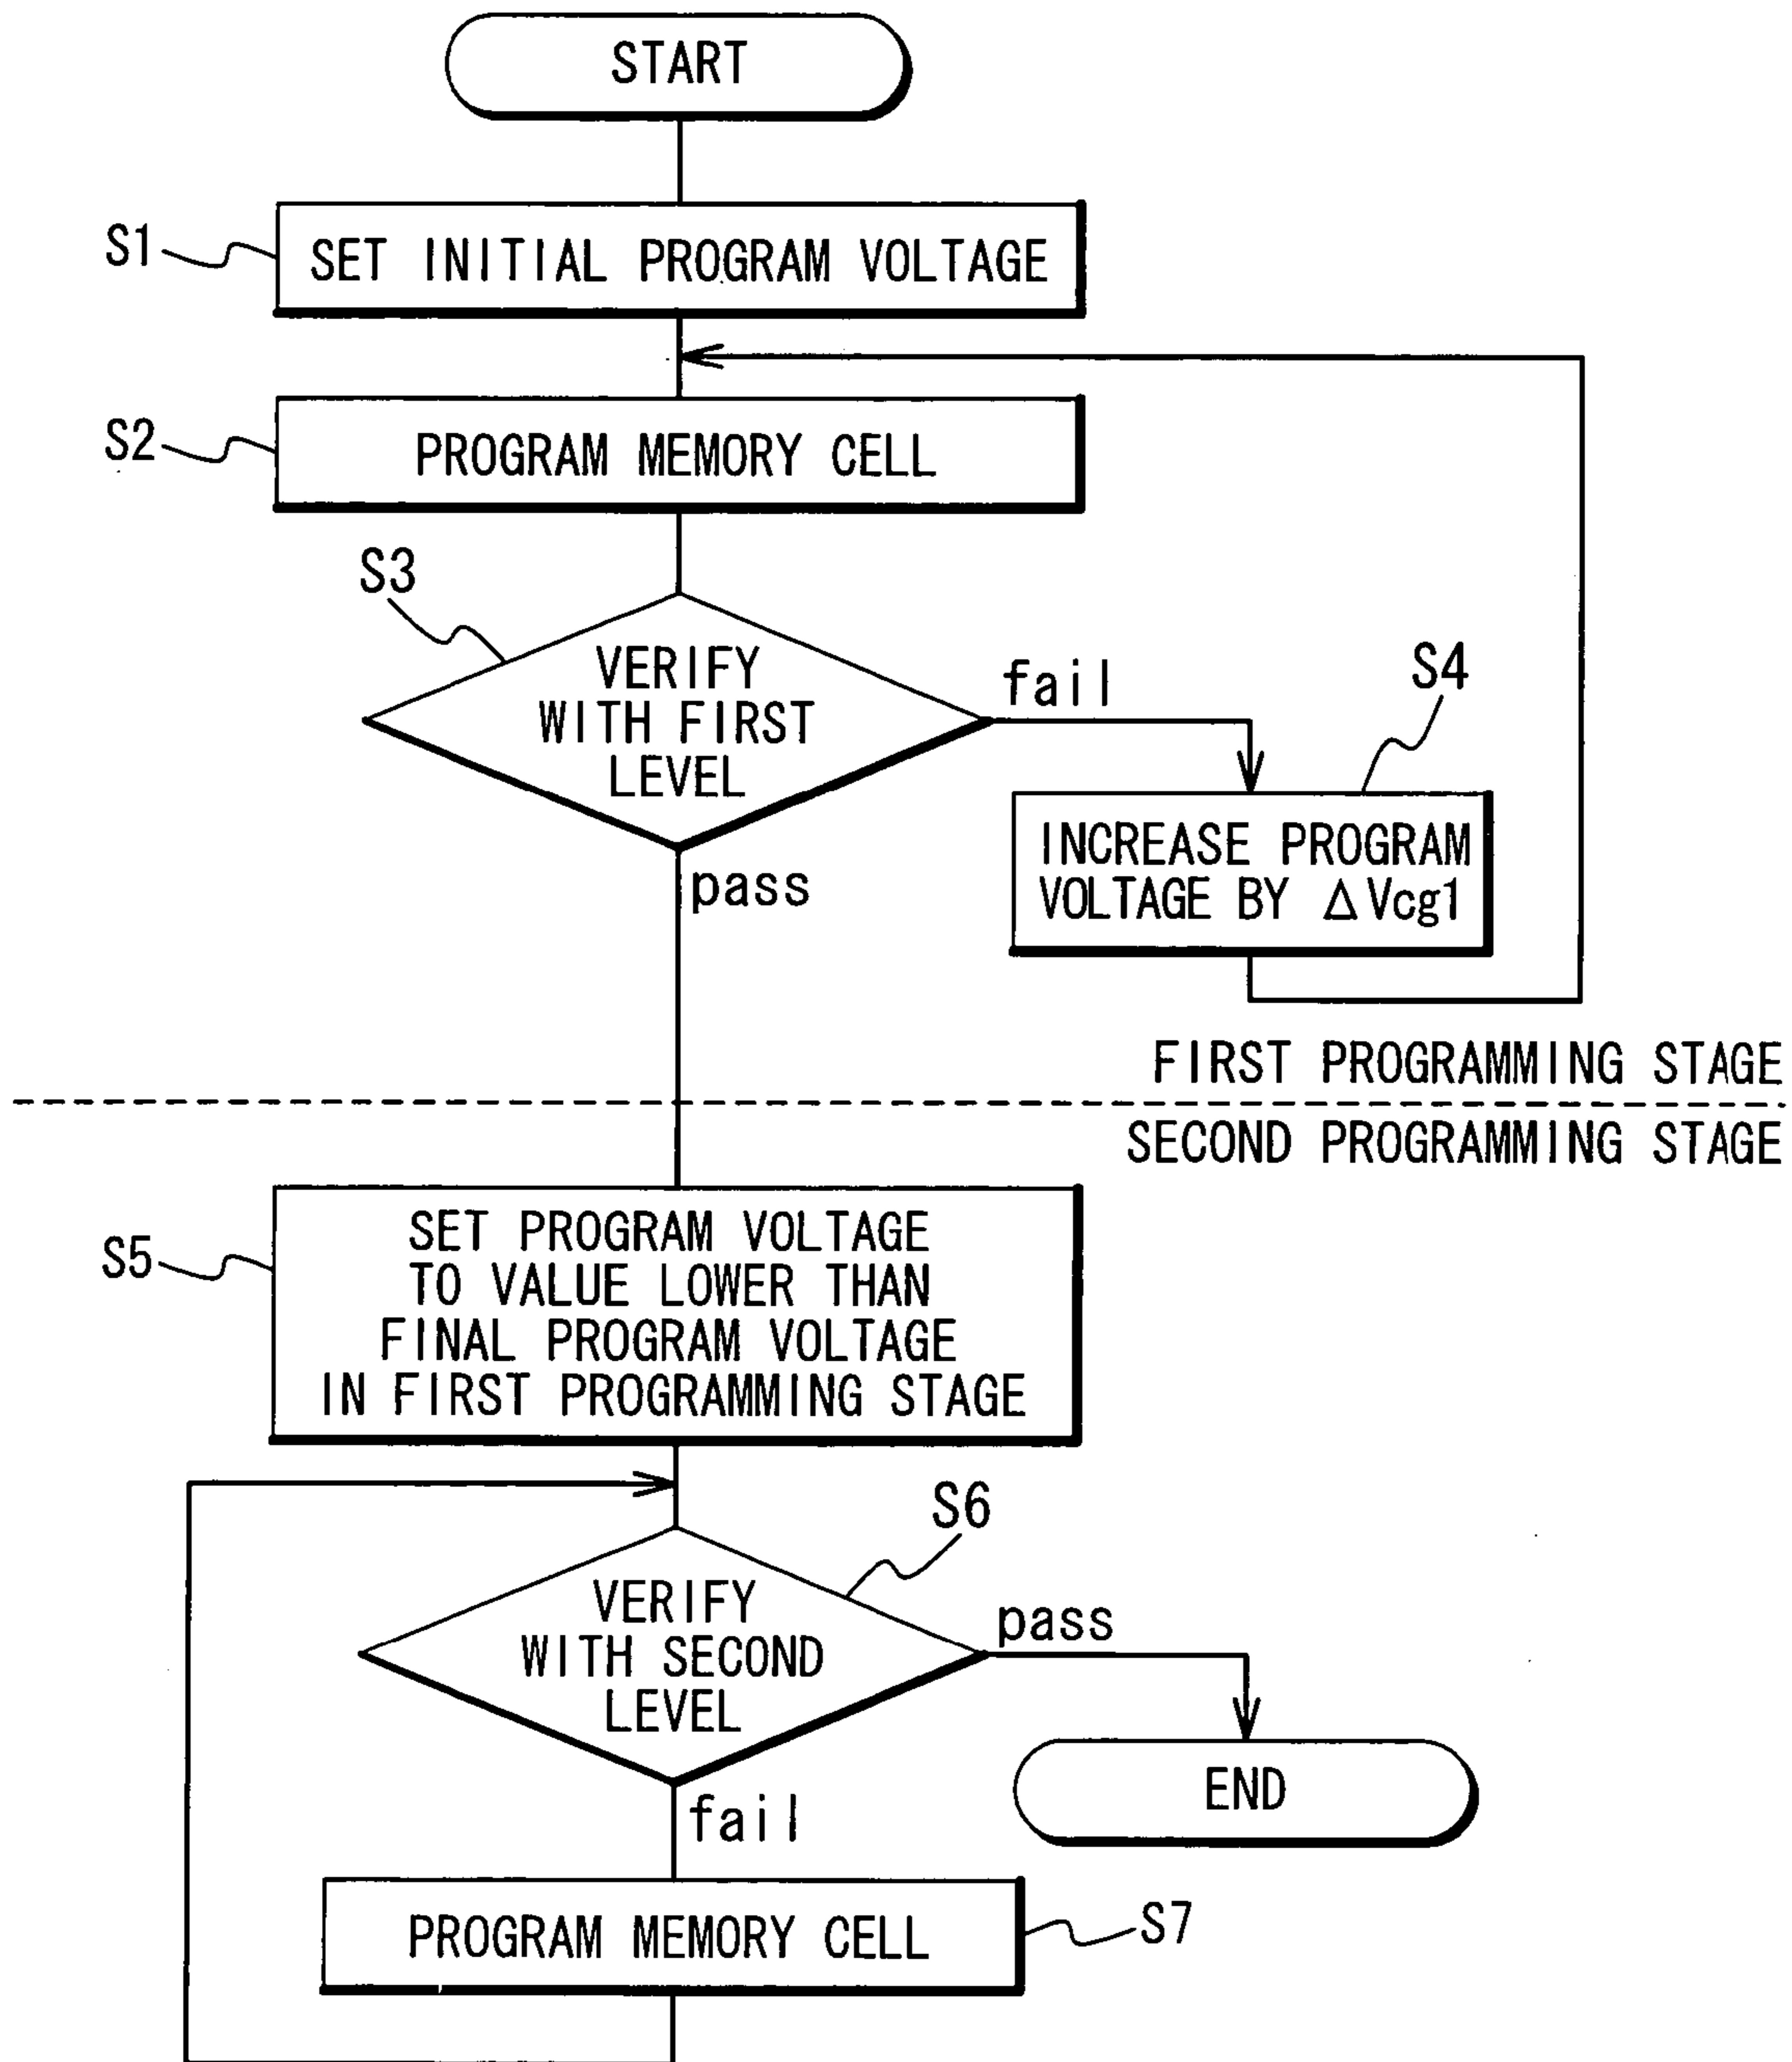 START
S1
SET INITIAL PROGRAM VOLTAGE
S2
PROGRAM MEMORY CELL
S3
VERIFY
WITH FIRST
LEVEL
fail
pass
S4
INCREASE PROGRAM
VOLTAGE BY Δ Vcg1
FIRST PROGRAMMING STAGE
SECOND PROGRAMMING STAGE
S5
SET PROGRAM VOLTAGE
TO VALUE LOWER THAN
FINAL PROGRAM VOLTAGE
IN FIRST PROGRAMMING STAGE
S6
VERIFY
WITH SECOND
LEVEL
pass
END
fail
PROGRAM MEMORY CELL
S7